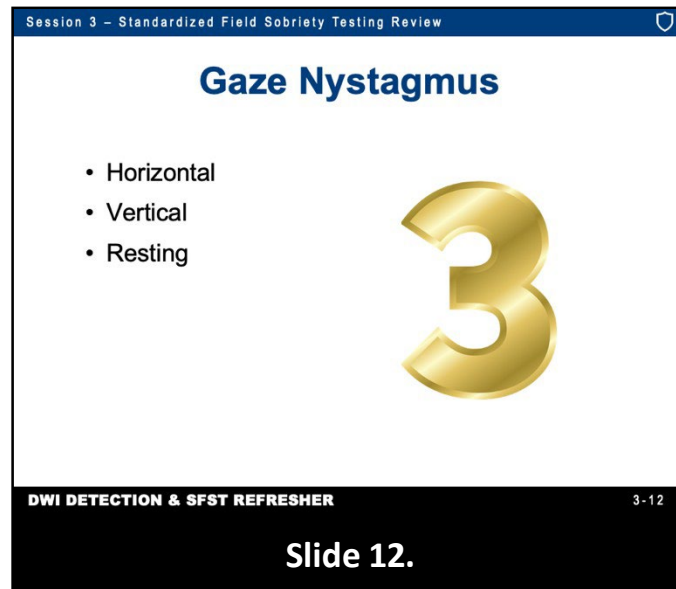 Session 3 – Standardized Field Sobriety Testing Review
Gaze Nystagmus
• Horizontal
• Vertical
• Resting
3
DWI DETECTION & SFST REFRESHER 3-12
Slide 12.